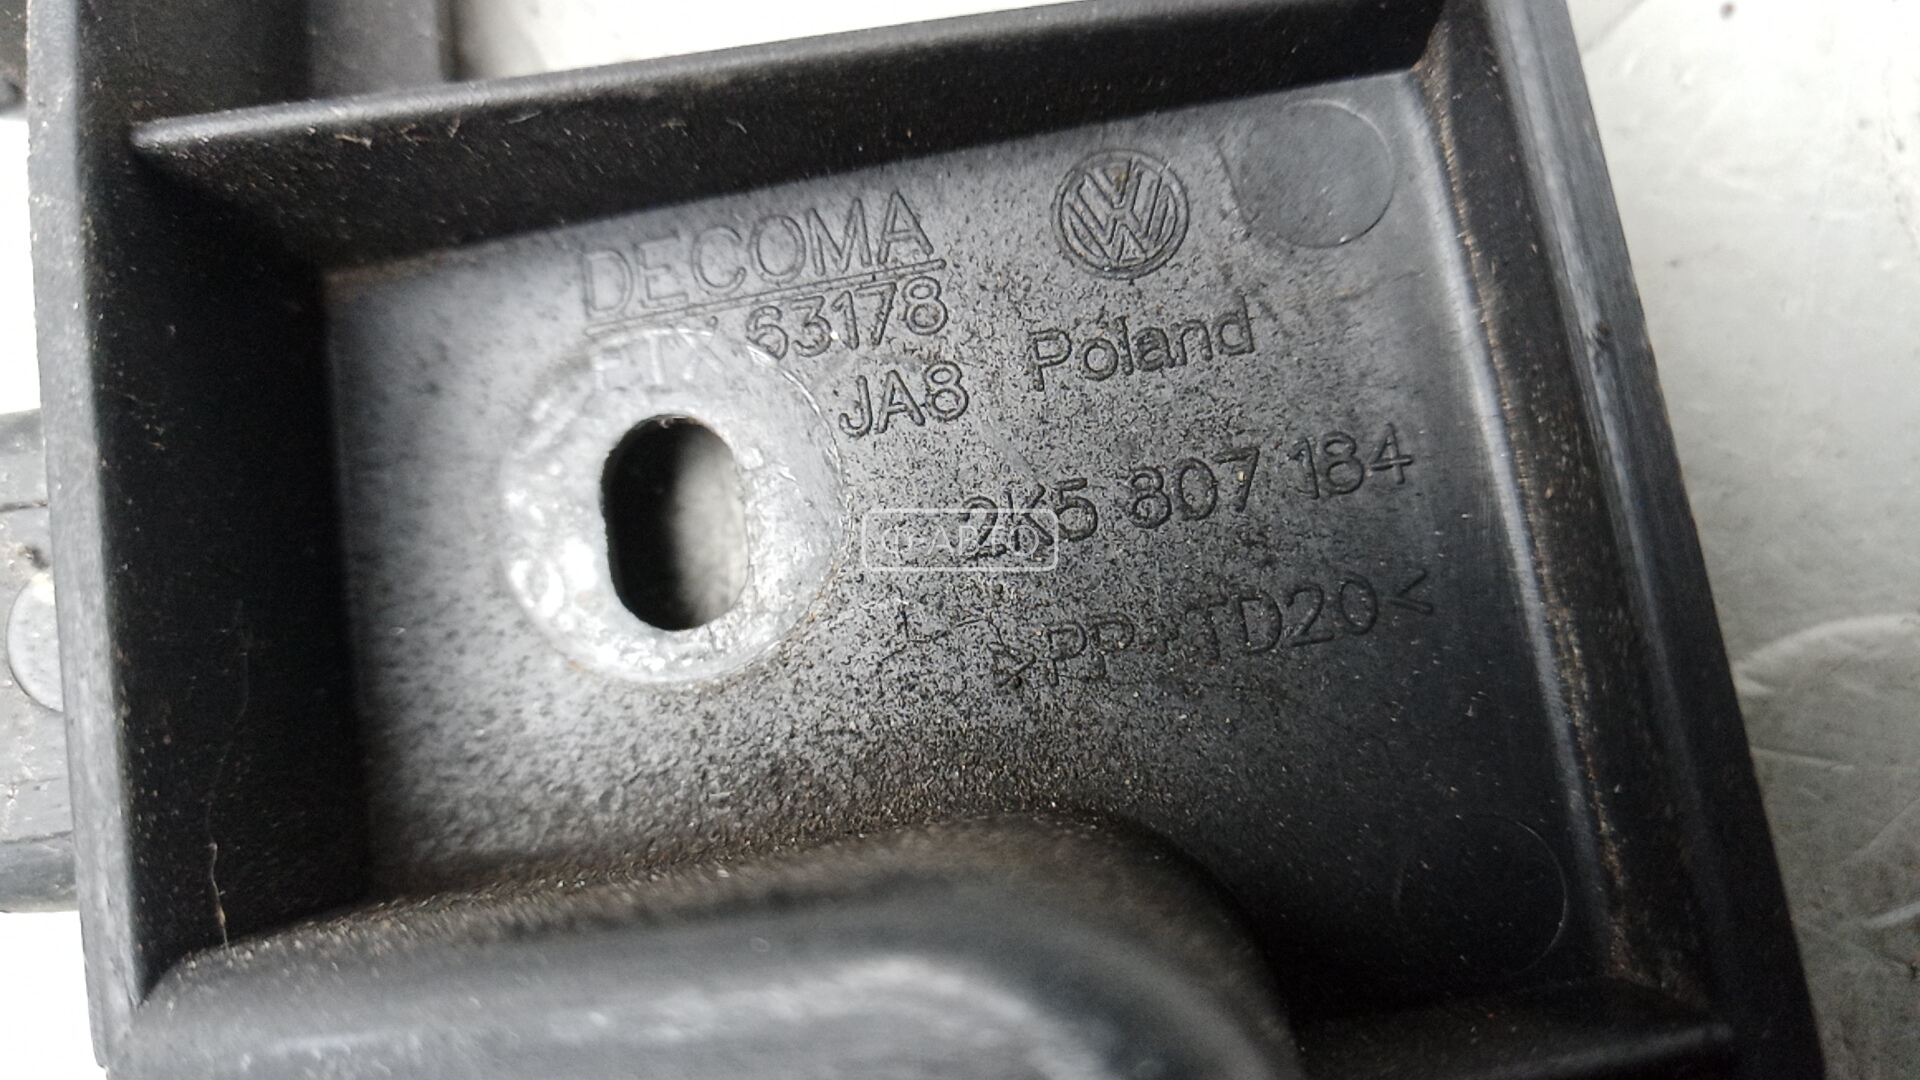 DECOMA
63178
JA8
Poland
2K5 807 184
>PP+TD20<